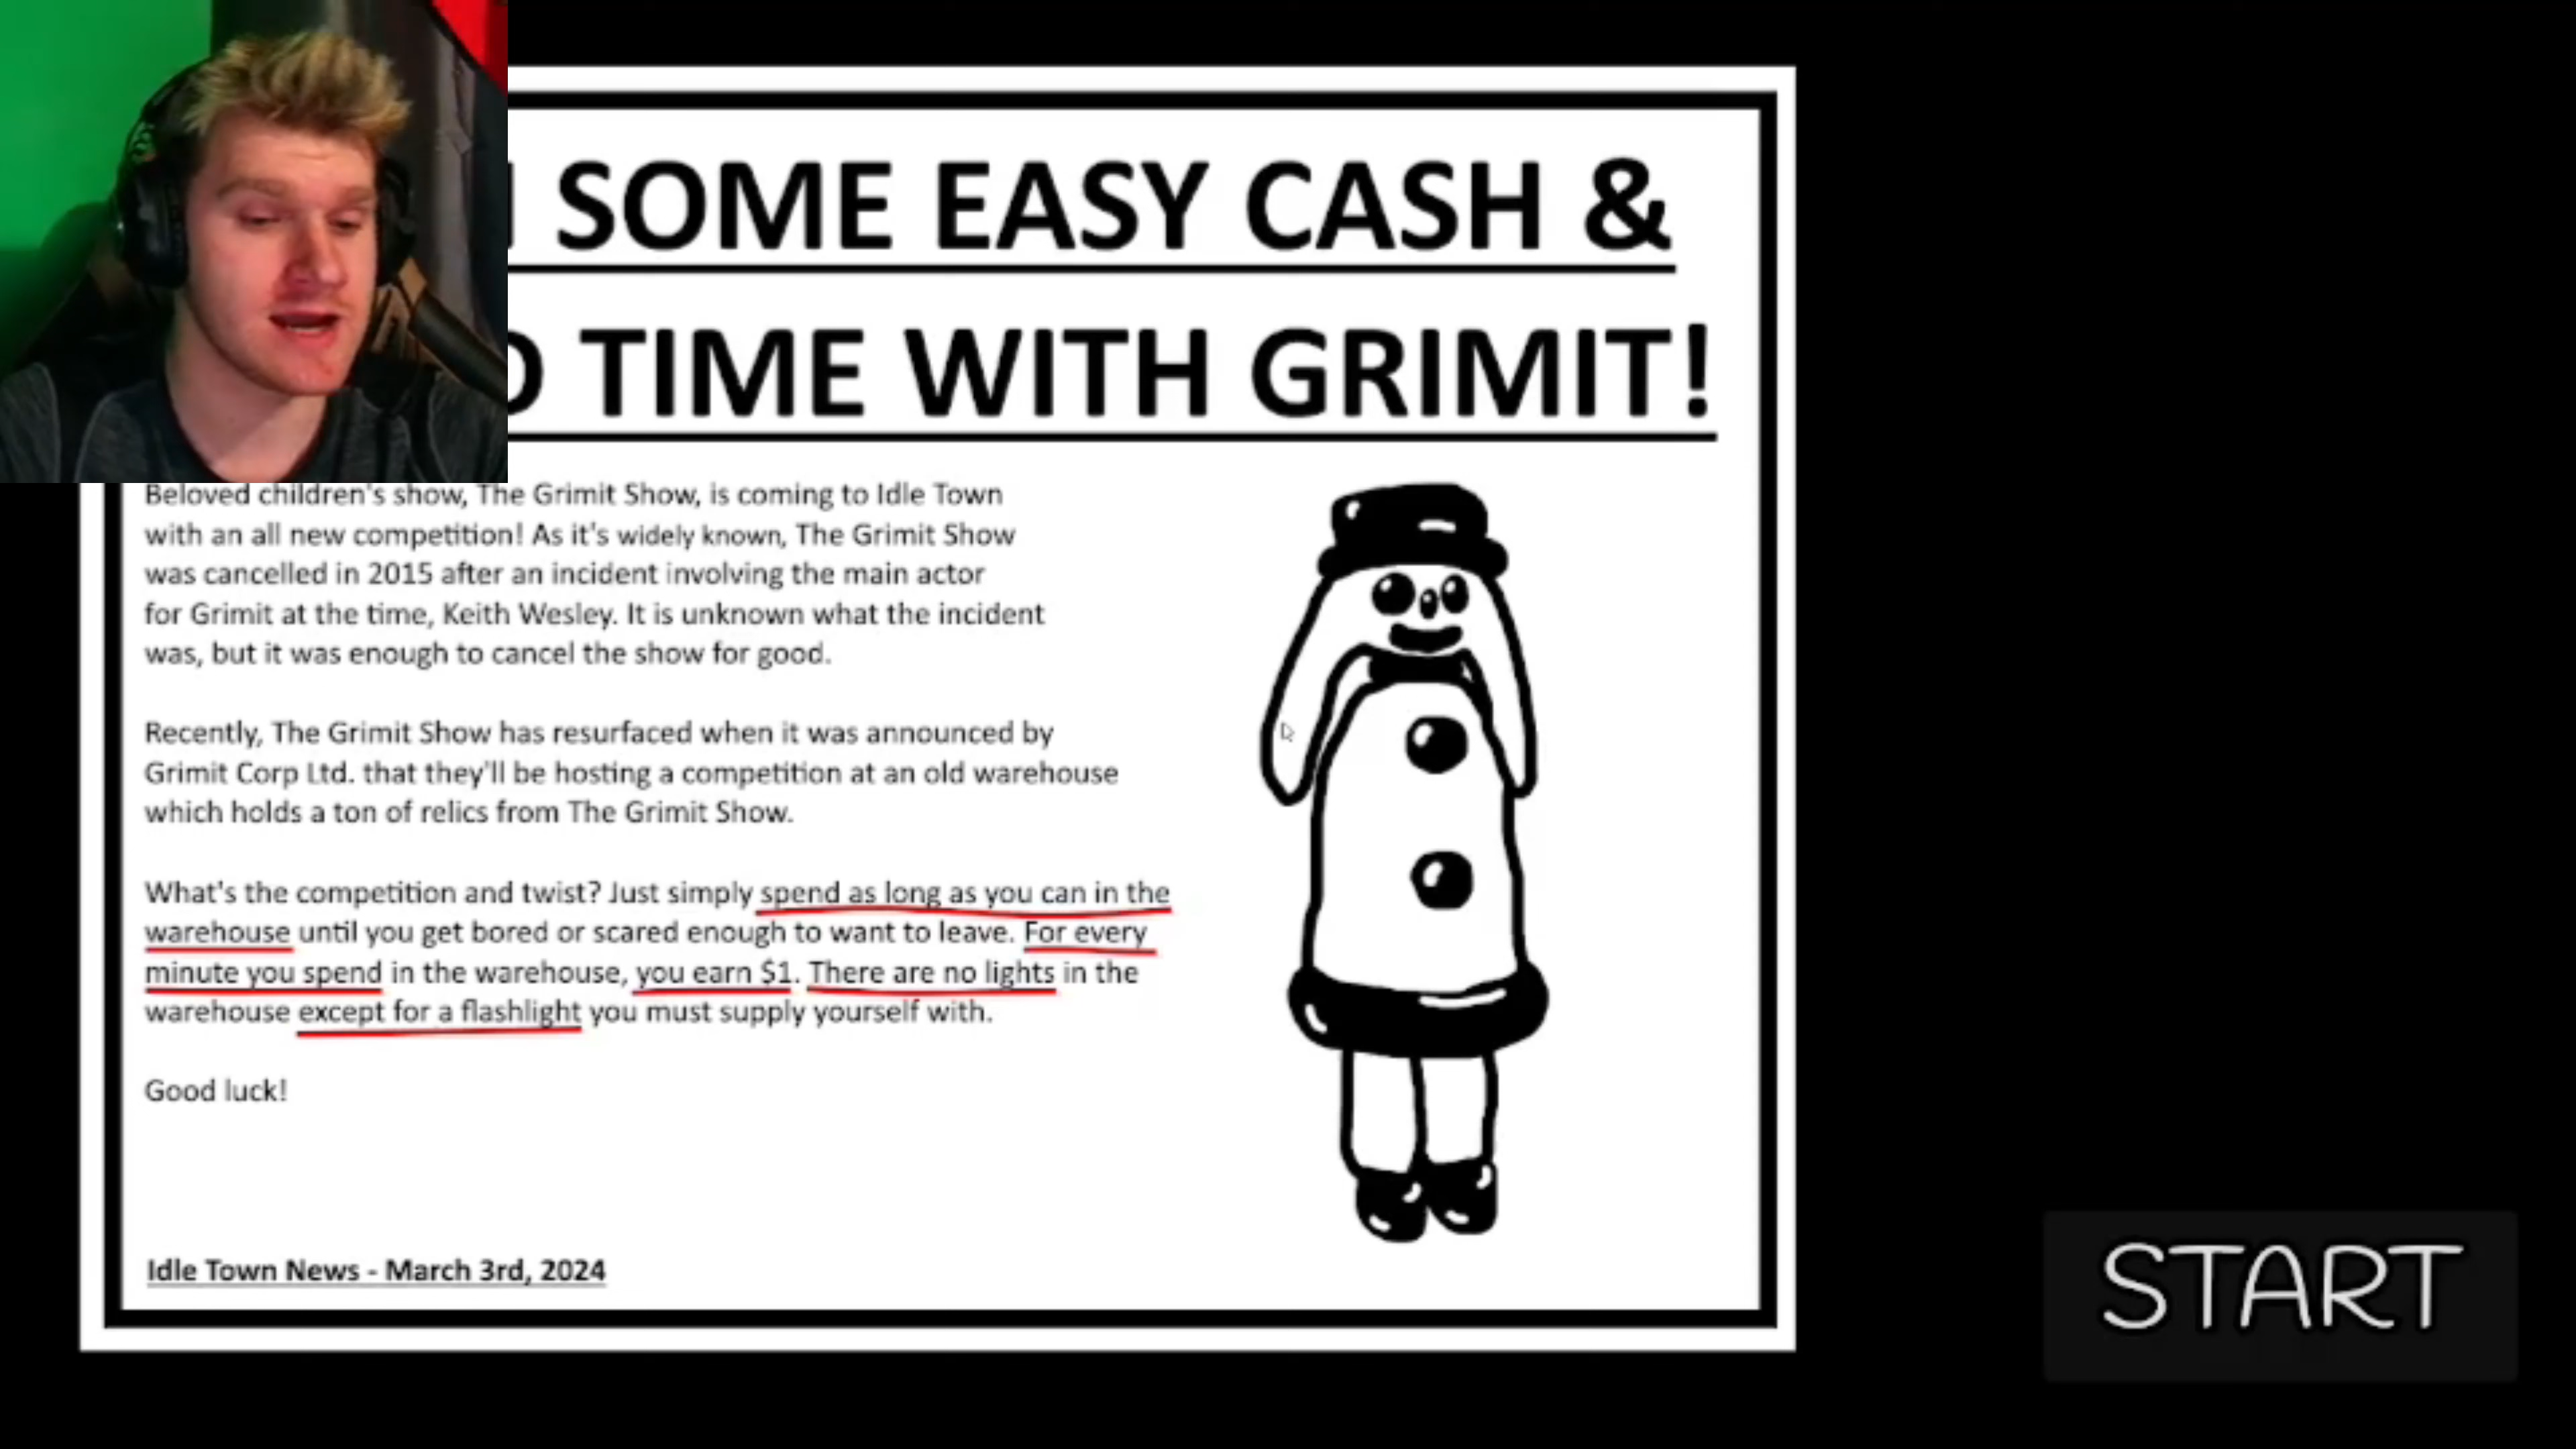 SOME EASY CASH &
TIME WITH GRIMIT!
Beloved children's show, The Grimit Show, is coming to Idle Town
with an all new competition! As it's widely known, The Grimit Show
was cancelled in 2015 after an incident involving the main actor
for Grimit at the time, Keith Wesley. It is unknown what the incident
was, but it was enough to cancel the show for good.
Recently, The Grimit Show has resurfaced when it was announced by
Grimit Corp Ltd. that they'll be hosting a competition at an old warehouse
which holds a ton of relics from The Grimit Show.
What's the competition and twist? Just simply spend as long as you can in the
warehouse until you get bored or scared enough to want to leave. For every
minute you spend in the warehouse, you earn $1. There are no lights in the
warehouse except for a flashlight you must supply yourself with.
Good luck!
Idle Town News - March 3rd, 2024
START